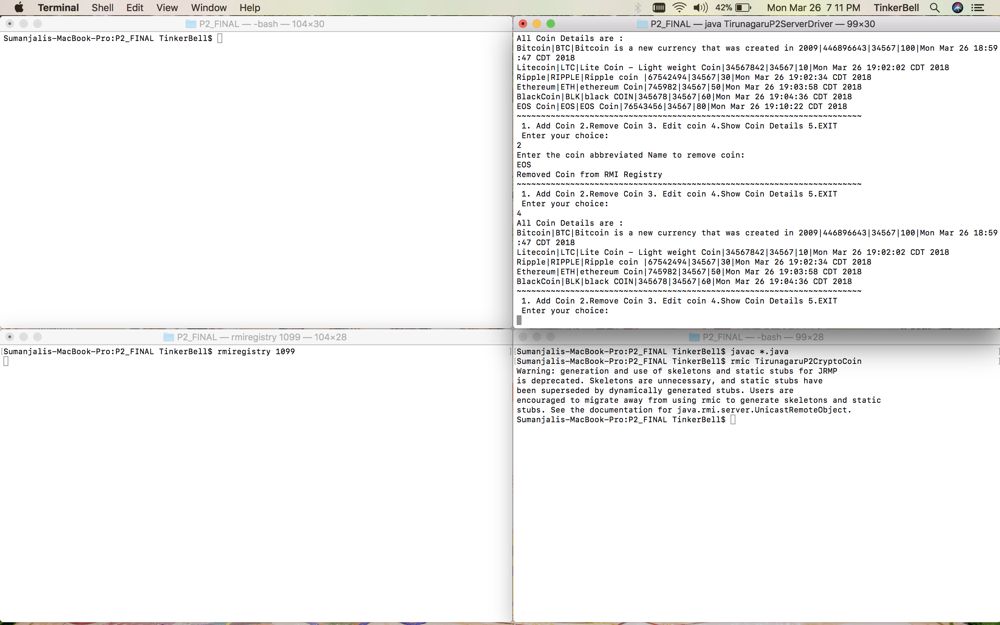 Terminal Shell Edit View Window Help 42% Mon Mar 26 7 11 PM TinkerBell
P2_FINAL — -bash — 104×30
Sumanjalis-MacBook-Pro:P2_FINAL TinkerBell$
P2_FINAL — java TirunagaruP2ServerDriver — 99×30
All Coin Details are :
Bitcoin|BTC|Bitcoin is a new currency that was created in 2009|446896643|34567|100|Mon Mar 26 18:59
:47 CDT 2018
Litecoin|LTC|Lite Coin - Light weight Coin|34567842|34567|10|Mon Mar 26 19:02:02 CDT 2018
Ripple|RIPPLE|Ripple coin |67542494|34567|30|Mon Mar 26 19:02:34 CDT 2018
Ethereum|ETH|ethereum Coin|745982|34567|50|Mon Mar 26 19:03:58 CDT 2018
BlackCoin|BLK|black COIN|345678|34567|60|Mon Mar 26 19:04:36 CDT 2018
EOS Coin|EOS|EOS Coin|76543456|34567|80|Mon Mar 26 19:10:22 CDT 2018
~~~~~~~~~~~~~~~~~~~~~~~~~~~~~~~~~~~~~~~~~~~~~~~~~~~~~~~~~~~~~~~~~~~~~~~
1. Add Coin 2.Remove Coin 3. Edit coin 4.Show Coin Details 5.EXIT
Enter your choice:
2
Enter the coin abbreviated Name to remove coin:
EOS
Removed Coin from RMI Registry
~~~~~~~~~~~~~~~~~~~~~~~~~~~~~~~~~~~~~~~~~~~~~~~~~~~~~~~~~~~~~~~~~~~~~~~
1. Add Coin 2.Remove Coin 3. Edit coin 4.Show Coin Details 5.EXIT
Enter your choice:
4
All Coin Details are :
Bitcoin|BTC|Bitcoin is a new currency that was created in 2009|446896643|34567|100|Mon Mar 26 18:59
:47 CDT 2018
Litecoin|LTC|Lite Coin - Light weight Coin|34567842|34567|10|Mon Mar 26 19:02:02 CDT 2018
Ripple|RIPPLE|Ripple coin |67542494|34567|30|Mon Mar 26 19:02:34 CDT 2018
Ethereum|ETH|ethereum Coin|745982|34567|50|Mon Mar 26 19:03:58 CDT 2018
BlackCoin|BLK|black COIN|345678|34567|60|Mon Mar 26 19:04:36 CDT 2018
~~~~~~~~~~~~~~~~~~~~~~~~~~~~~~~~~~~~~~~~~~~~~~~~~~~~~~~~~~~~~~~~~~~~~~~
1. Add Coin 2.Remove Coin 3. Edit coin 4.Show Coin Details 5.EXIT
Enter your choice:
P2_FINAL — rmiregistry 1099 — 104×28
[Sumanjalis-MacBook-Pro:P2_FINAL TinkerBell$ rmiregistry 1099 ]
P2_FINAL — -bash — 99×28
[Sumanjalis-MacBook-Pro:P2_FINAL TinkerBell$ javac *.java ]
[Sumanjalis-MacBook-Pro:P2_FINAL TinkerBell$ rmic TirunagaruP2CryptoCoin ]
Warning: generation and use of skeletons and static stubs for JRMP
is deprecated. Skeletons are unnecessary, and static stubs have
been superseded by dynamically generated stubs. Users are
encouraged to migrate away from using rmic to generate skeletons and static
stubs. See the documentation for java.rmi.server.UnicastRemoteObject.
Sumanjalis-MacBook-Pro:P2_FINAL TinkerBell$